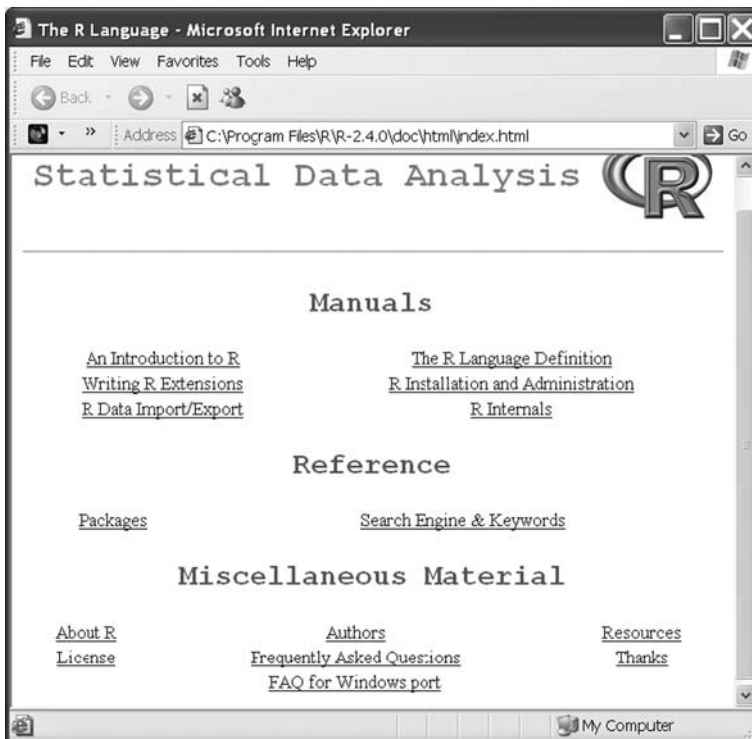 The R Language - Microsoft Internet Explorer
File Edit View Favorites Tools Help
Back
» Address C:\Program Files\R\R-2.4.0\doc\html\index.html Go
Statistical Data Analysis R
Manuals
An Introduction to R The R Language Definition
Writing R Extensions R Installation and Administration
R Data Import/Export R Internals
Reference
Packages Search Engine & Keywords
Miscellaneous Material
About R Authors Resources
License Frequently Asked Questions Thanks
FAQ for Windows port
My Computer